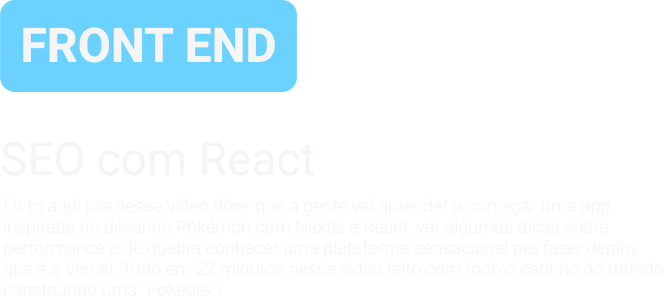 FRONT END
SEO com React
Eu to aqui pra nesse vídeo dizer que a gente vai aprender a começar uma app
inspirada no desenho Pokémon com Nextjs e React, ver algumas dicas sobre
performance e de quebra conhecer uma plataforma sensacional pra fazer deploy
que é a Vercel. Tudo em 22 minutos nesse vídeo feito com todo o carinho do mundo
construindo uma "Pokedex"!